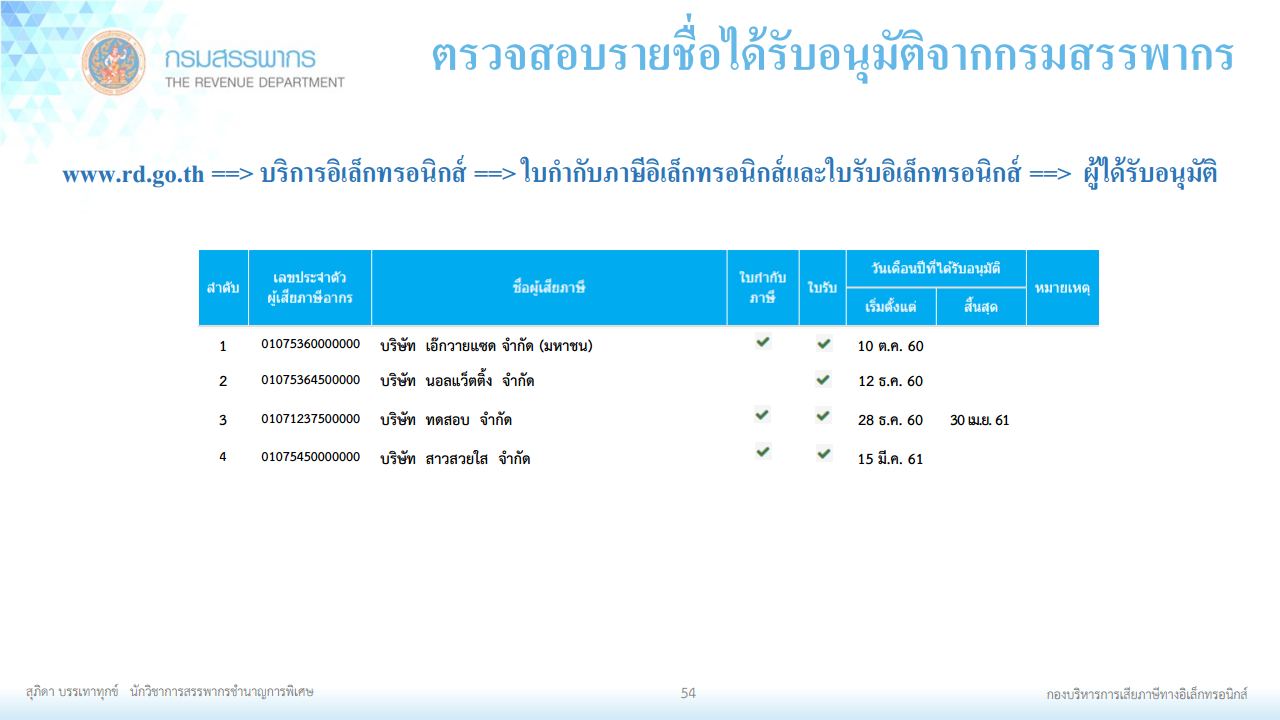 กรมสรรพากร
THE REVENUE DEPARTMENT
ตรวจสอบรายชื่อได้รับอนุมัติจากกรมสรรพากร
www.rd.go.th ==> บริการอิเล็กทรอนิกส์ ==> ใบกำกับภาษีอิเล็กทรอนิกส์และใบรับอิเล็กทรอนิกส์ ==> ผู้ได้รับอนุมัติ
ลำดับ เลขประจำตัวผู้เสียภาษีอากร ชื่อผู้เสียภาษี ใบกำกับภาษี ใบรับ วันเดือนปีที่ได้รับอนุมัติ หมายเหตุ
เริ่มตั้งแต่ สิ้นสุด
1 01075360000000 บริษัท เอ๊กวายแซด จำกัด (มหาชน) ✔ ✔ 10 ต.ค. 60
2 01075364500000 บริษัท นอลแว็ตติ้ง จำกัด ✔ 12 ธ.ค. 60
3 01071237500000 บริษัท ทดสอบ จำกัด ✔ ✔ 28 ธ.ค. 60 30 เม.ย. 61
4 01075450000000 บริษัท สาวสวยใส จำกัด ✔ ✔ 15 มี.ค. 61
สุภิดา บรรเทาทุกข์ นักวิชาการสรรพากรชำนาญการพิเศษ
54
กองบริหารการเสียภาษีทางอิเล็กทรอนิกส์